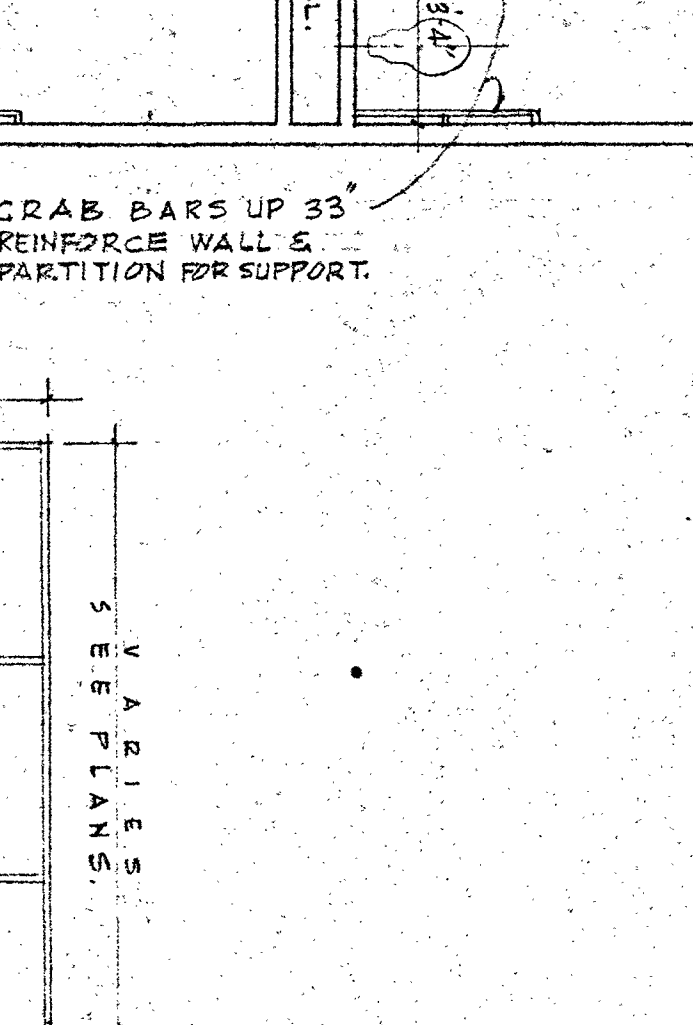 L.
3'-4"
GRAB BARS UP 33"
REINFORCE WALL &
PARTITION FOR SUPPORT.
VARIES
SEE PLANS.